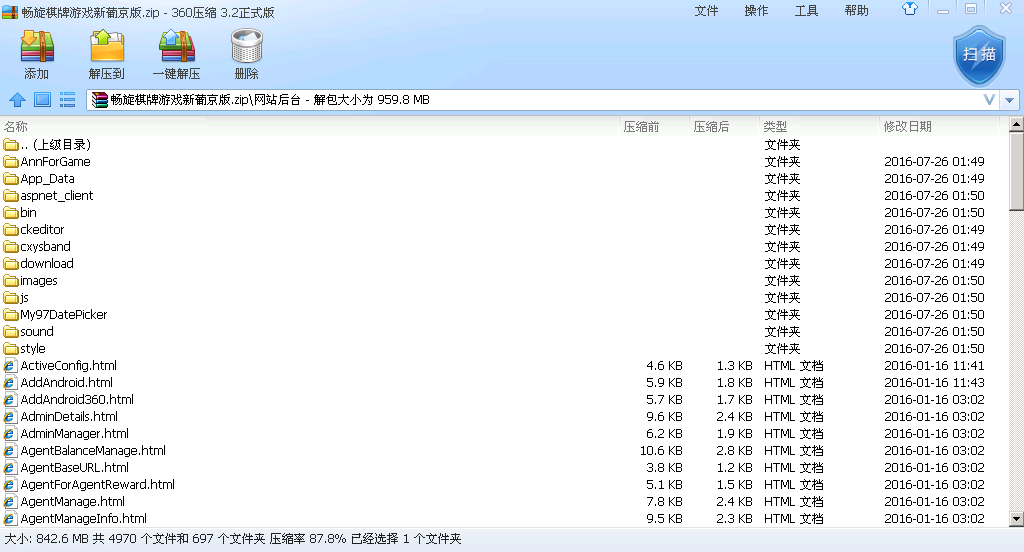 畅旋棋牌游戏新葡京版.zip - 360压缩 3.2正式版 文件 操作 工具 帮助
添加 解压到 一键解压 删除 扫描
畅旋棋牌游戏新葡京版.zip\网站后台 - 解包大小为 959.8 MB
名称 压缩前 压缩后 类型 修改日期
.. (上级目录) 文件夹
AnnForGame 文件夹 2016-07-26 01:49
App_Data 文件夹 2016-07-26 01:49
aspnet_client 文件夹 2016-07-26 01:50
bin 文件夹 2016-07-26 01:50
ckeditor 文件夹 2016-07-26 01:49
cxysband 文件夹 2016-07-26 01:49
download 文件夹 2016-07-26 01:49
images 文件夹 2016-07-26 01:50
js 文件夹 2016-07-26 01:50
My97DatePicker 文件夹 2016-07-26 01:50
sound 文件夹 2016-07-26 01:50
style 文件夹 2016-07-26 01:50
ActiveConfig.html 4.6 KB 1.3 KB HTML 文档 2016-01-16 11:41
AddAndroid.html 5.9 KB 1.8 KB HTML 文档 2016-01-16 11:43
AddAndroid360.html 5.7 KB 1.7 KB HTML 文档 2016-01-16 03:02
AdminDetails.html 9.6 KB 2.4 KB HTML 文档 2016-01-16 03:02
AdminManager.html 6.2 KB 1.9 KB HTML 文档 2016-01-16 03:02
AgentBalanceManage.html 10.6 KB 2.8 KB HTML 文档 2016-01-16 03:02
AgentBaseURL.html 3.8 KB 1.2 KB HTML 文档 2016-01-16 03:02
AgentForAgentReward.html 5.1 KB 1.5 KB HTML 文档 2016-01-16 03:02
AgentManage.html 7.8 KB 2.4 KB HTML 文档 2016-01-16 03:02
AgentManageInfo.html 9.5 KB 2.3 KB HTML 文档 2016-01-16 03:02
大小: 842.6 MB 共 4970 个文件和 697 个文件夹 压缩率 87.8% 已经选择 1 个文件夹